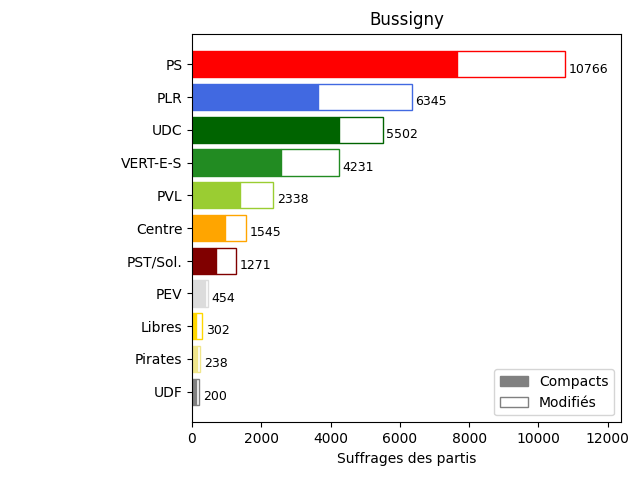 Bussigny
PS 10766
PLR 6345
UDC 5502
VERT-E-S 4231
PVL 2338
Centre 1545
PST/Sol. 1271
PEV 454
Libres 302
Pirates 238
UDF 200
Compacts
Modifiés
0 2000 4000 6000 8000 10000 12000
Suffrages des partis